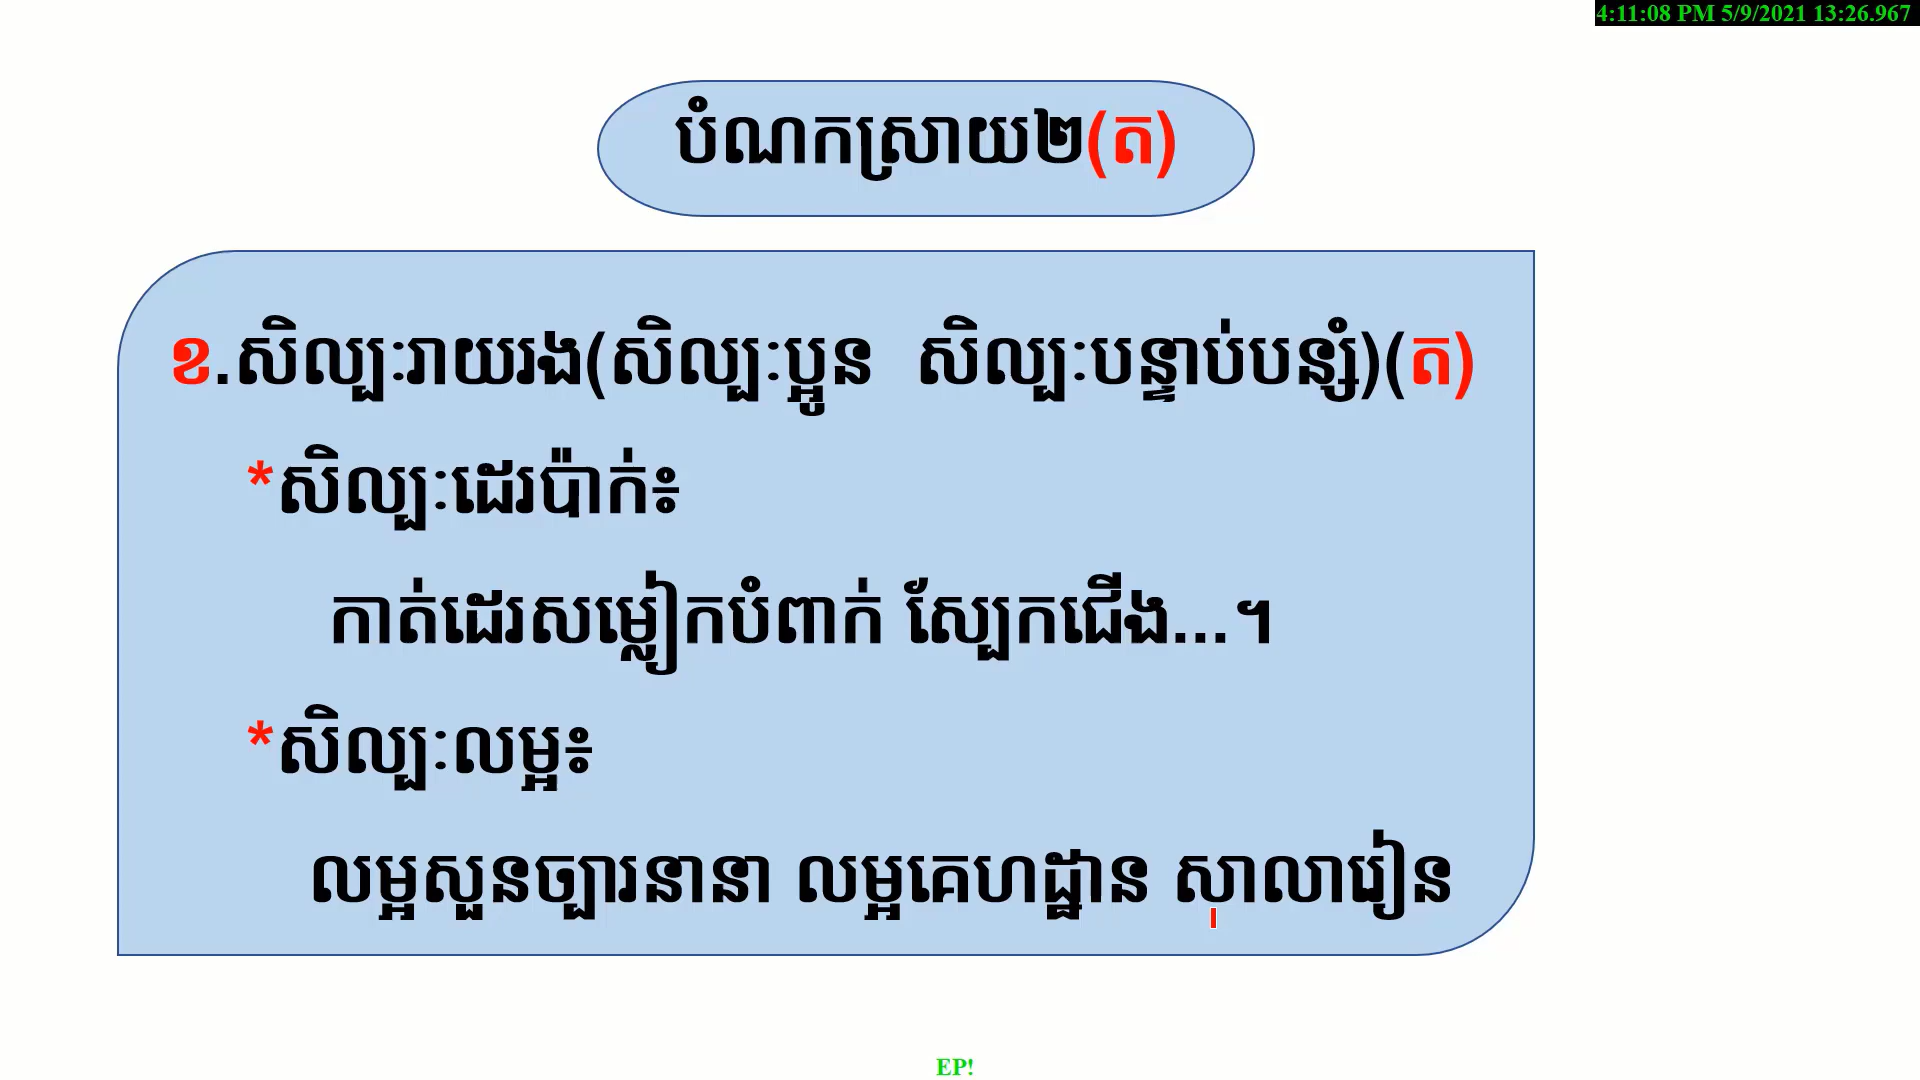 4:11:08 PM 5/9/2021 13:26.967
បំណកស្រាយ២(ត)
ខ.សិល្បៈរាយរង(សិល្បៈប្អូន សិល្បៈបន្ទាប់បន្សំ)(ត)
*សិល្បៈដេរប៉ាក់៖
កាត់ដេរសម្លៀកបំពាក់ ស្បែកជើង...។
*សិល្បៈលម្អ៖
លម្អសួនច្បារនានា លម្អគេហដ្ឋាន សាលារៀន
EP!